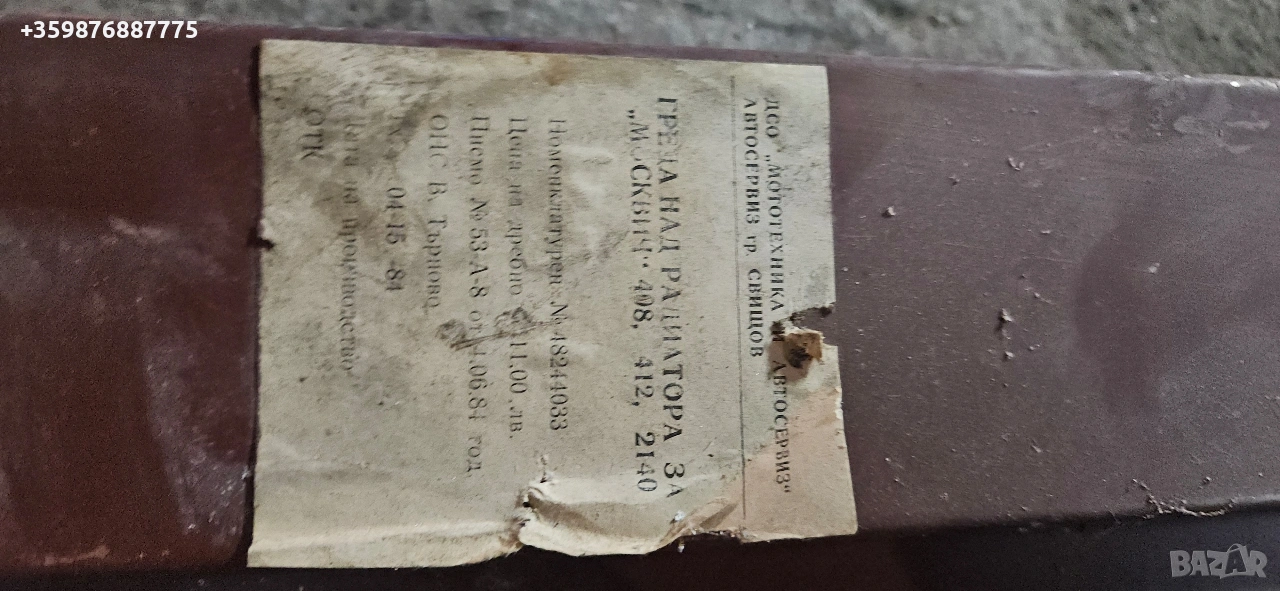 +359876887775
ДСО „МОТОТЕХНИКА И АВТОСЕРВИЗ“
АВТОСЕРВИЗ гр. СВИЩОВ
ГРЕДА НАД РАДИАТОРА ЗА
„МОСКВИЧ“ 408, 412, 2140
Номенклатурен № 48244033
Цена на дребно 11.00 лв.
Писмо № 53-А-8 от 4.06.84 год.
ОНС В. Търново
04-15-84
Дата на производство
ОТК
BAZAR